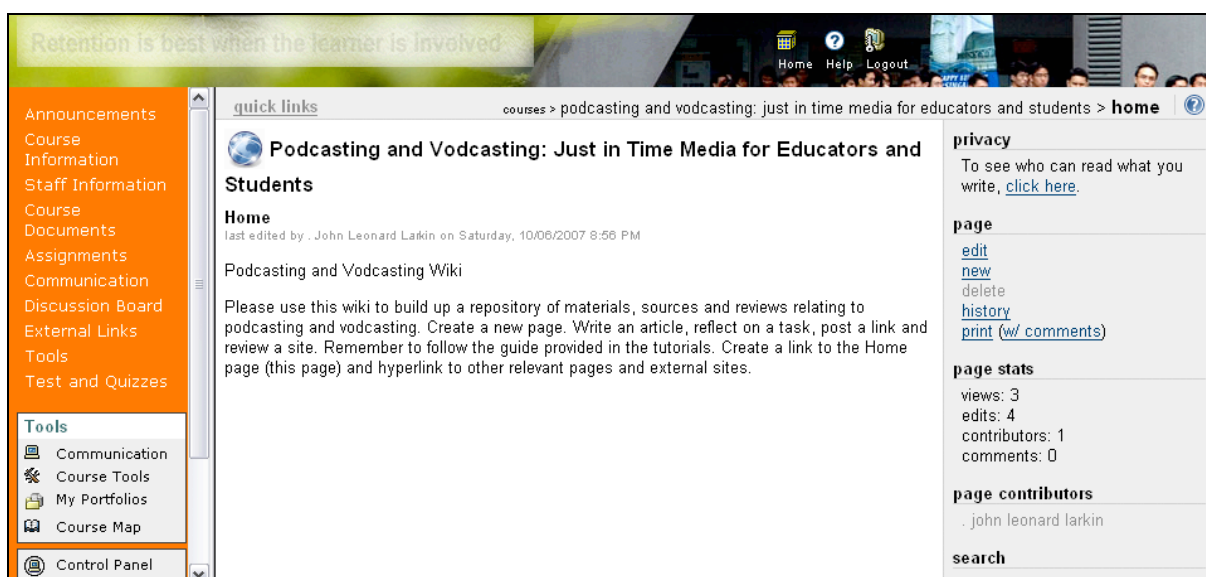 Retention is best when the learner is involved
Home Help Logout
Announcements
Course
Information
Staff Information
Course
Documents
Assignments
Communication
Discussion Board
External Links
Tools
Test and Quizzes
Tools
Communication
Course Tools
My Portfolios
Course Map
Control Panel
quick links
courses > podcasting and vodcasting: just in time media for educators and students > home
Podcasting and Vodcasting: Just in Time Media for Educators and
Students
Home
last edited by . John Leonard Larkin on Saturday, 10/06/2007 8:56 PM
Podcasting and Vodcasting Wiki
Please use this wiki to build up a repository of materials, sources and reviews relating to
podcasting and vodcasting. Create a new page. Write an article, reflect on a task, post a link and
review a site. Remember to follow the guide provided in the tutorials. Create a link to the Home
page (this page) and hyperlink to other relevant pages and external sites.
privacy
To see who can read what you
write, click here.
page
edit
new
delete
history
print (w/ comments)
page stats
views: 3
edits: 4
contributors: 1
comments: 0
page contributors
. john leonard larkin
search